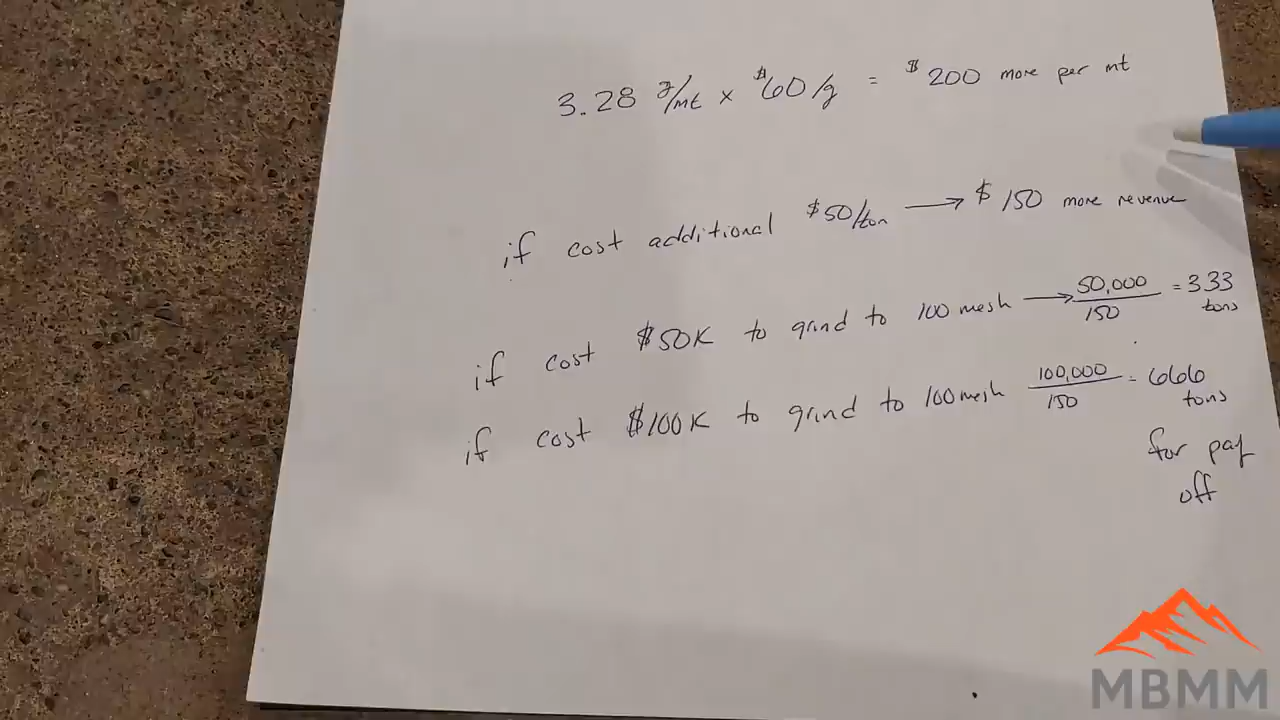 3.28 g/mt x $60/g = $200 more per mt
if cost additional $50/ton → $150 more revenue
if cost $50K to grind to 100 mesh → 50,000/150 = 333 tons
if cost $100K to grind to 100 mesh 100,000/150 = 666 tons
for pay
off
MBMM